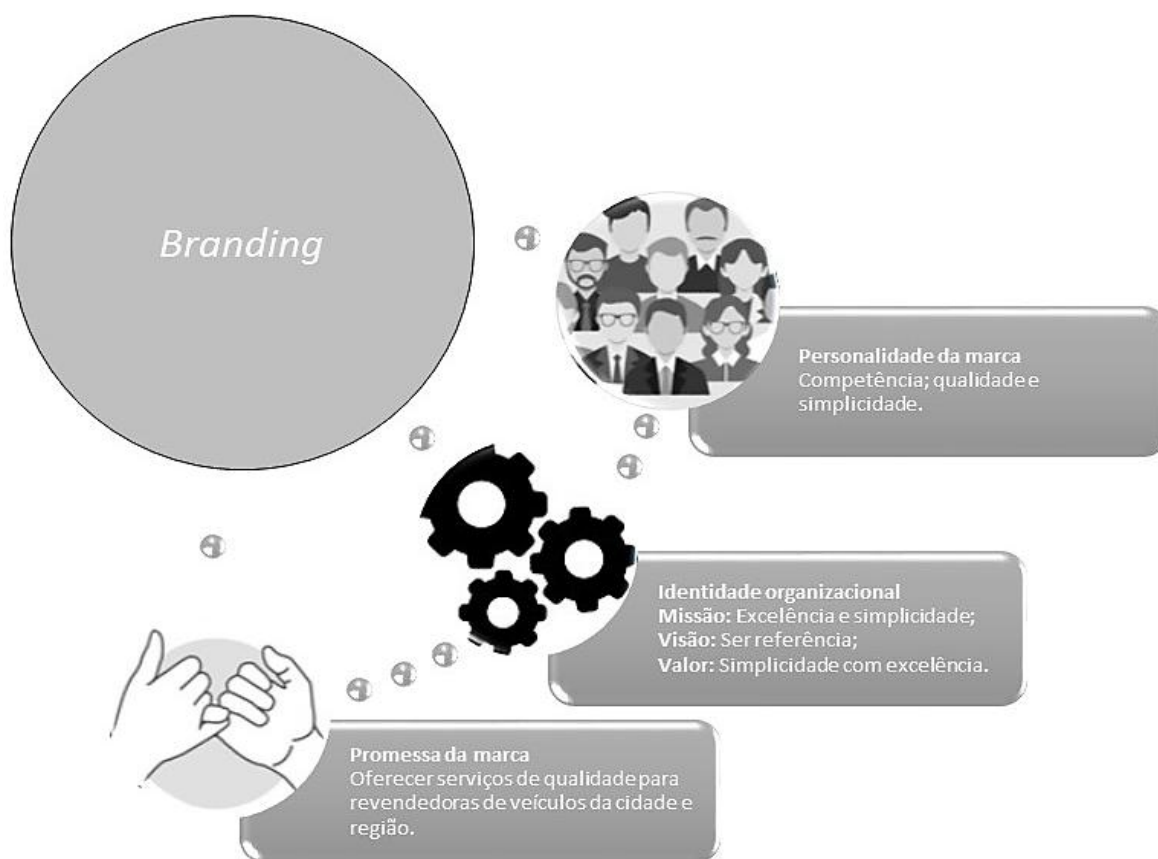 Branding
Personalidade da marca
Competência; qualidade e
simplicidade.
Identidade organizacional
Missão: Excelência e simplicidade;
Visão: Ser referência;
Valor: Simplicidade com excelência.
Promessa da marca
Oferecer serviços de qualidade para
revendedoras de veículos da cidade e
região.